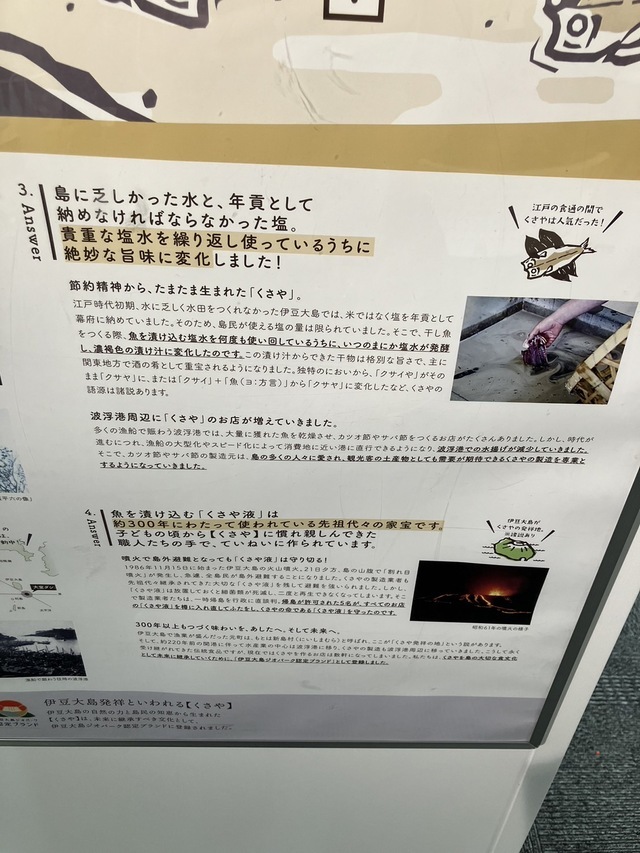 3.
Answer
島に乏しかった水と、年貢として
納めなければならなかった塩。
貴重な塩水を繰り返し使っているうちに
絶妙な旨味に変化しました！
江戸の食通の間で
くさやは人気だった！
節約精神から、たまたま生まれた「くさや」。
江戸時代初期、水に乏しく水田をつくれなかった伊豆大島では、米ではなく塩を年貢として
幕府に納めていました。そのため、島民が使える塩の量は限られていました。そこで、干し魚
をつくる際、魚を漬け込む塩水を何度も使い回しているうちに、いつのまにか塩水が発酵
し、濃褐色の漬け汁に変化したのです。この漬け汁からできた干物は格別な旨さで、主に
関東地方で酒の肴として重宝されるようになりました。独特のにおいから、「クサイや」がその
まま「クサヤ」に、または「クサイ」＋「魚（ヨ：方言）」から「クサヤ」に変化したなど、くさやの
語源は諸説あります。
波浮港周辺に「くさや」のお店が増えていきました。
多くの漁船で賑わう波浮港では、大量に獲れた魚を乾燥させ、カツオ節やサバ節をつくるお店がたくさんありました。しかし、時代が
進むにつれ、漁船の大型化やスピード化によって消費地に近い港に直行できるようになり、波浮港での水揚げが減少していきました。
そこで、カツオ節やサバ節の製造元は、島の多くの人々に愛され、観光客の土産物としても需要が期待できるくさやの製造を専業と
するようになっていきました。
4.
Answer
魚を漬け込む「くさや液」は
約300年にわたって使われている先祖代々の家宝です。
子どもの頃から【くさや】に慣れ親しんできた
職人たちの手で、ていねいに作られています。
伊豆大島が
くさやの発祥地。
※諸説あり
噴火で島外避難となっても「くさや液」は守り切る！
1986年11月15日に始まった伊豆大島の火山噴火。21日夕方、島の山腹で「割れ目
噴火」が発生し、急遽、全島民が島外避難することになりました。くさやの製造業者も
先祖代々継承されてきた大切な「くさや液」を残して避難を強いられました。しかし、
「くさや液」は放置しておくと細菌類が死滅し、二度と再生できなくなってしまいます。そこ
で製造業者たちは、一時帰島を行政に直談判。帰島が許可された5名が、すべてのお店
の「くさや液」を樽に入れ直してふたをし、くさやの命である「くさや液」を守ったのです。
昭和61年の噴火の様子
300年以上もつづく味わいを、あなたへ、そして未来へ。
伊豆大島で漁業が盛んだった元町は、もとは新島村（にいしまむら）と呼ばれ、ここが「くさや発祥の地」という説があります。
そして、約220年前の開港に伴って水産業の中心は波浮港に移り、くさやの製造も波浮港周辺に移っていきました。こうして永く
受け継がれてきた伝統食品ですが、現在ではくさやを作るお店は数軒になってしまいました。私たちは、くさやを島の大切な食文化
として未来に継承していくために、「伊豆大島ジオパーク認定ブランド」として登録しました。
伊豆大島発祥といわれる【くさや】
伊豆大島の自然の力と島民の知恵から生まれた
【くさや】は、未来に継承すべき文化として、
伊豆大島ジオパーク認定ブランドに登録されました。
認定ブランド